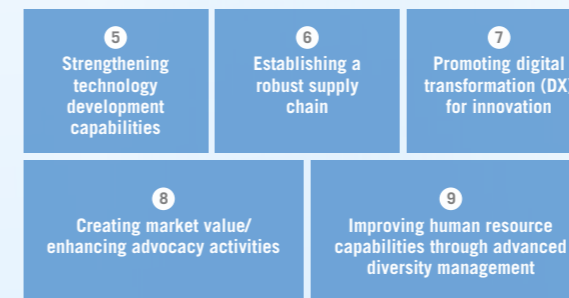 5
Strengthening
technology
development
capabilities
6
Establishing a
robust supply
chain
7
Promoting digital
transformation (DX)
for innovation
8
Creating market value/
enhancing advocacy activities
9
Improving human resource
capabilities through advanced
diversity management